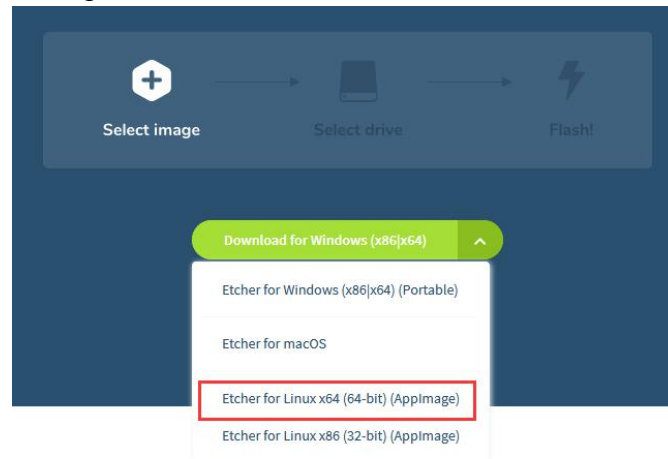 Select image
Select drive
Flash!
Download for Windows (x86|x64)
Etcher for Windows (x86|x64) (Portable)
Etcher for macOS
Etcher for Linux x64 (64-bit) (AppImage)
Etcher for Linux x86 (32-bit) (AppImage)